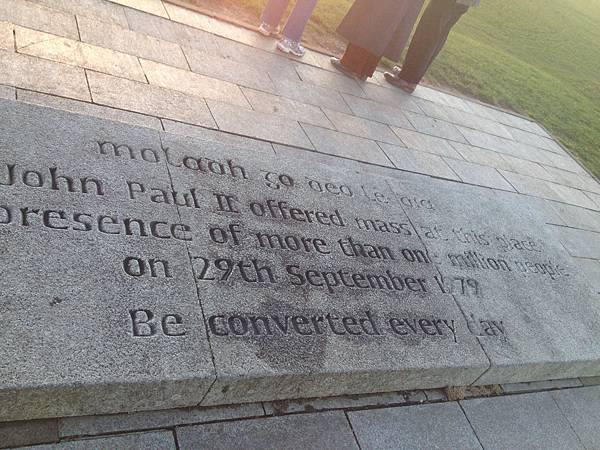 moladh go deo le dia
John Paul II offered mass at this place
presence of more than one million people
on 29th September 1979
Be converted every day